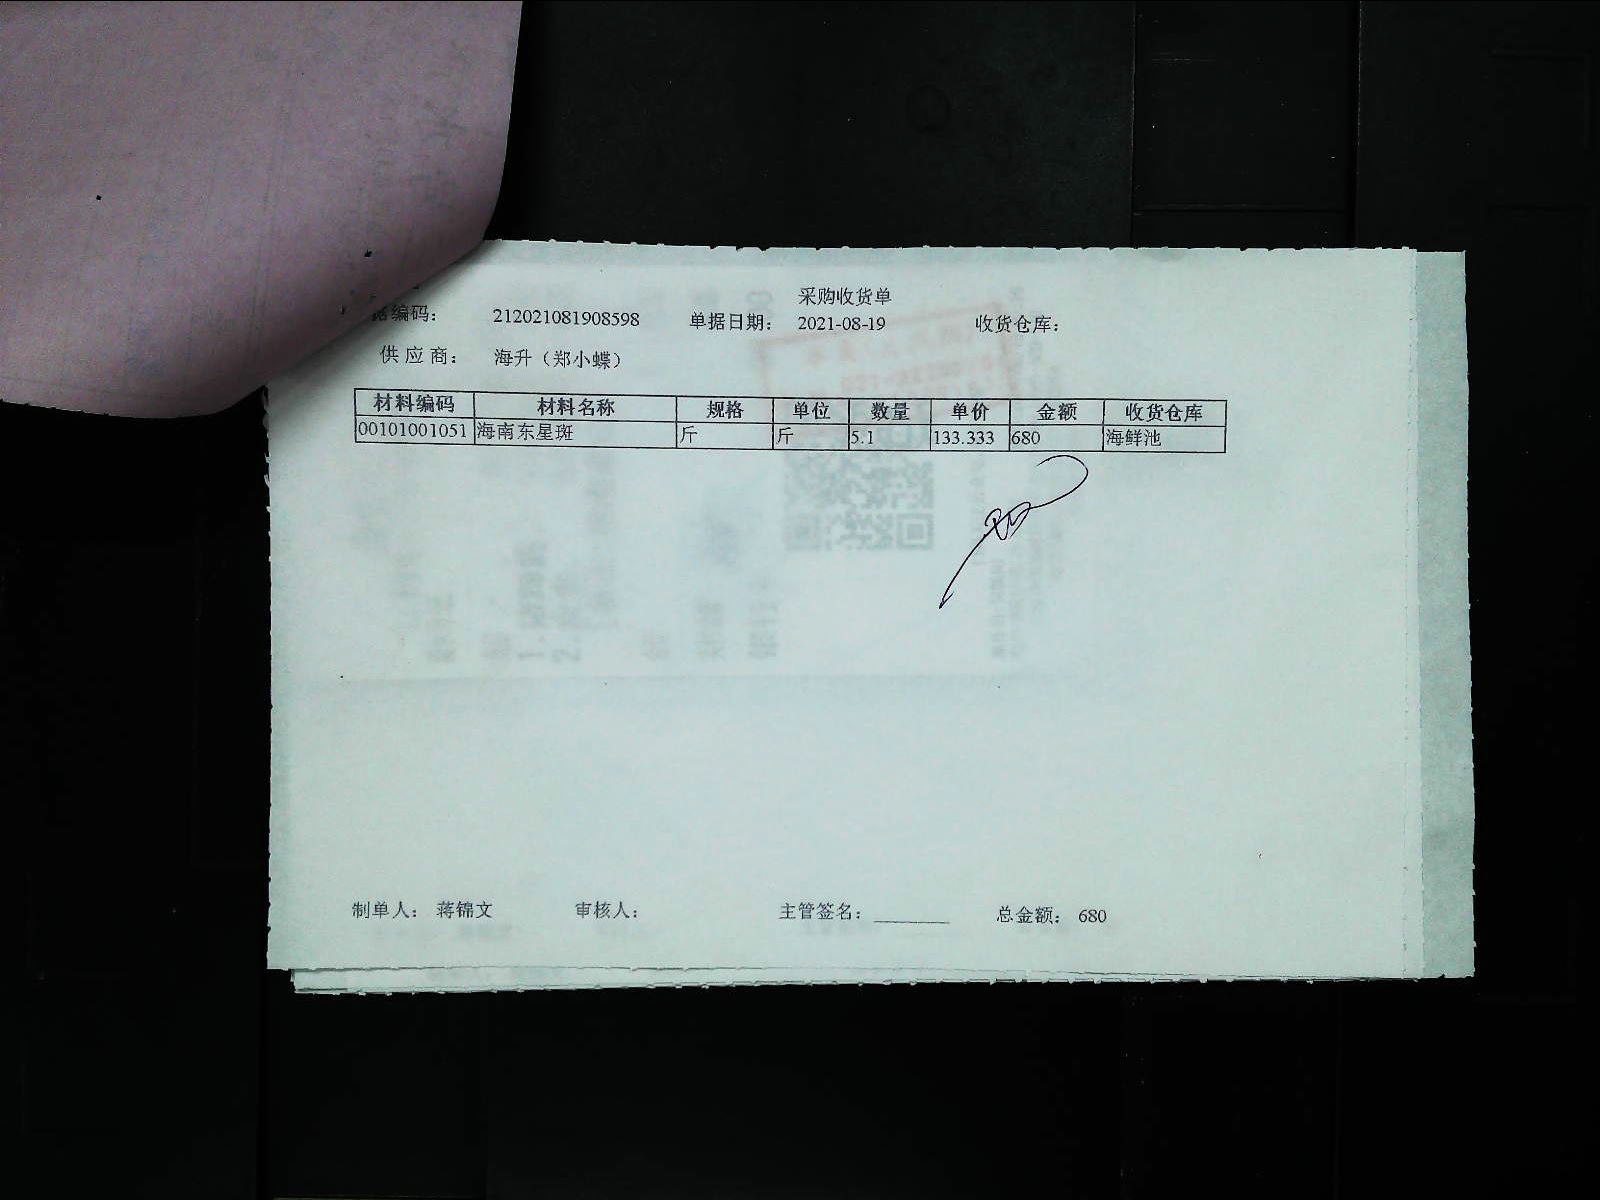 采购收货单
据编码： 212021081908598 单据日期： 2021-08-19 收货仓库：
供应商： 海升（郑小蝶）
材料编码 材料名称 规格 单位 数量 单价 金额 收货仓库
00101001051 海南东星斑 斤 斤 5.1 133.333 680 海鲜池
制单人： 蒋锦文 审核人： 主管签名：________ 总金额： 680